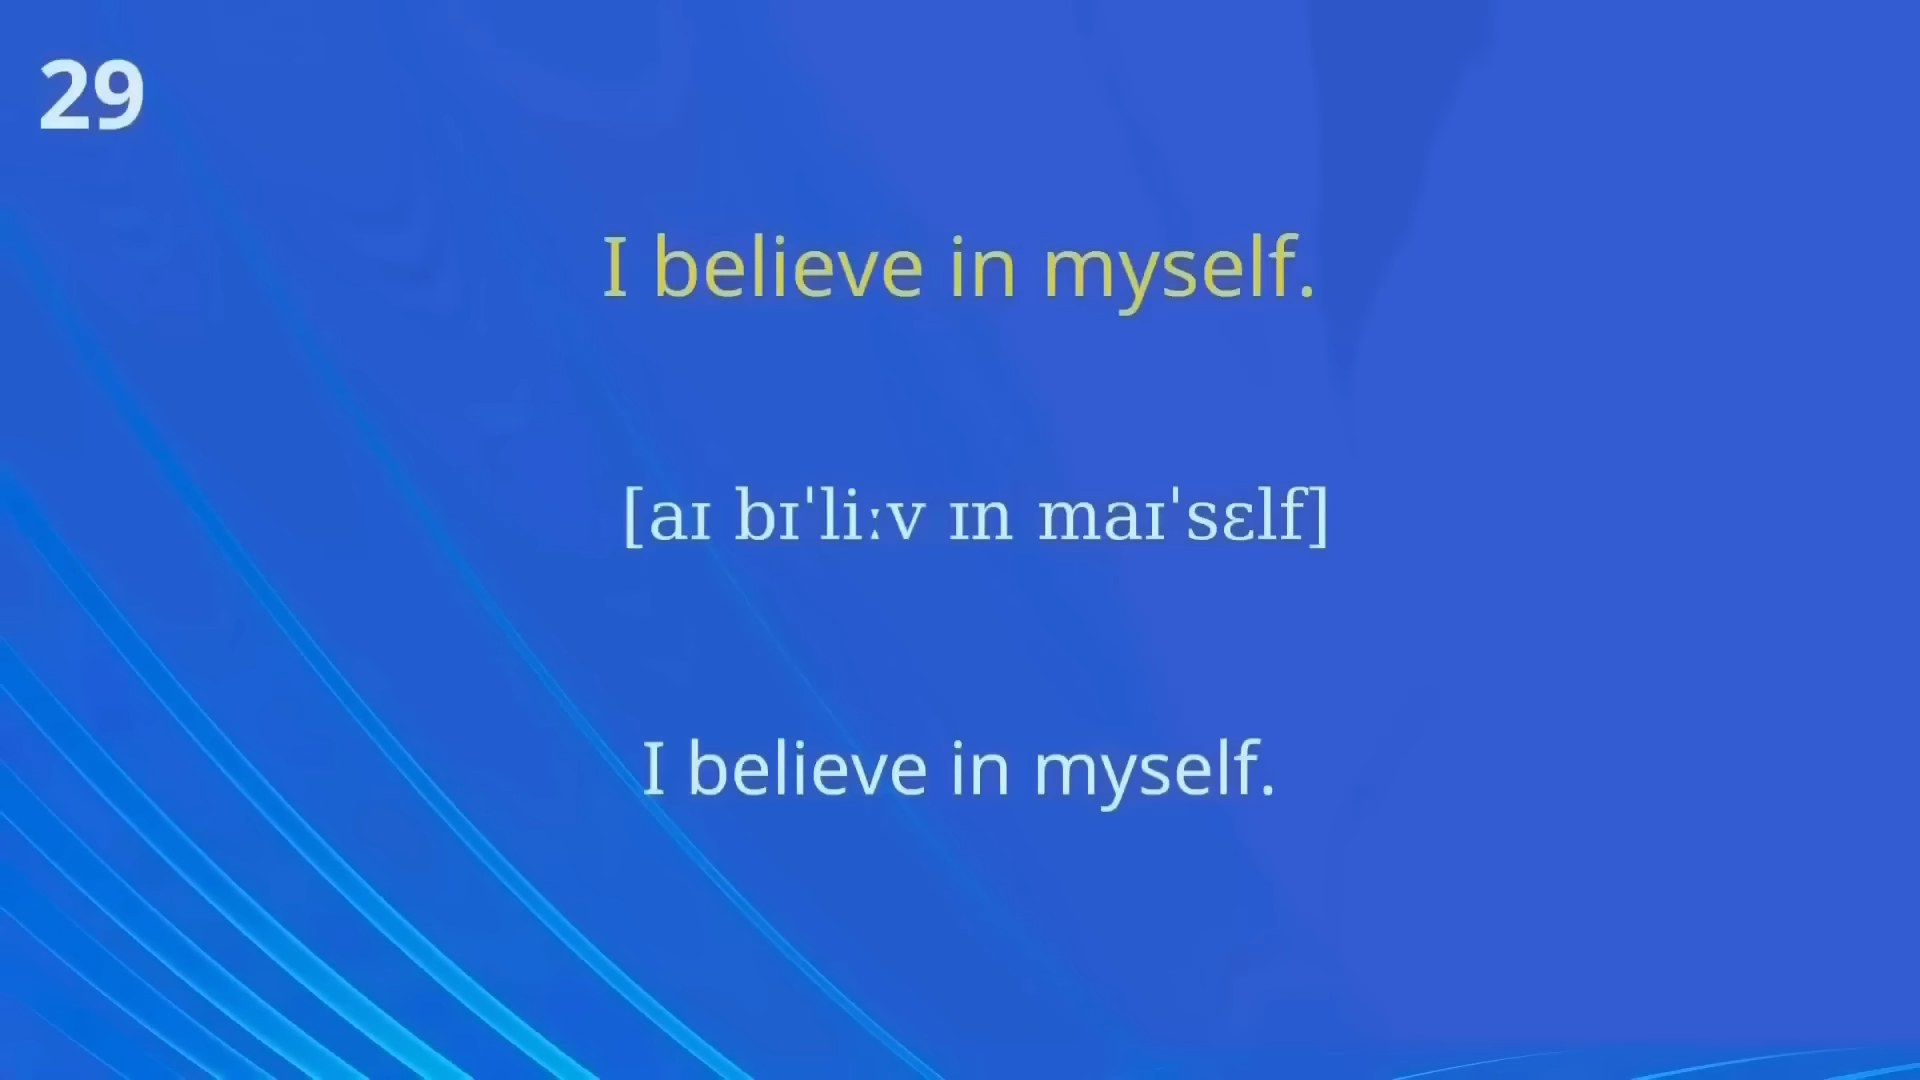 29
I believe in myself.
[aɪ bɪˈliːv ɪn maɪˈsɛlf]
I believe in myself.